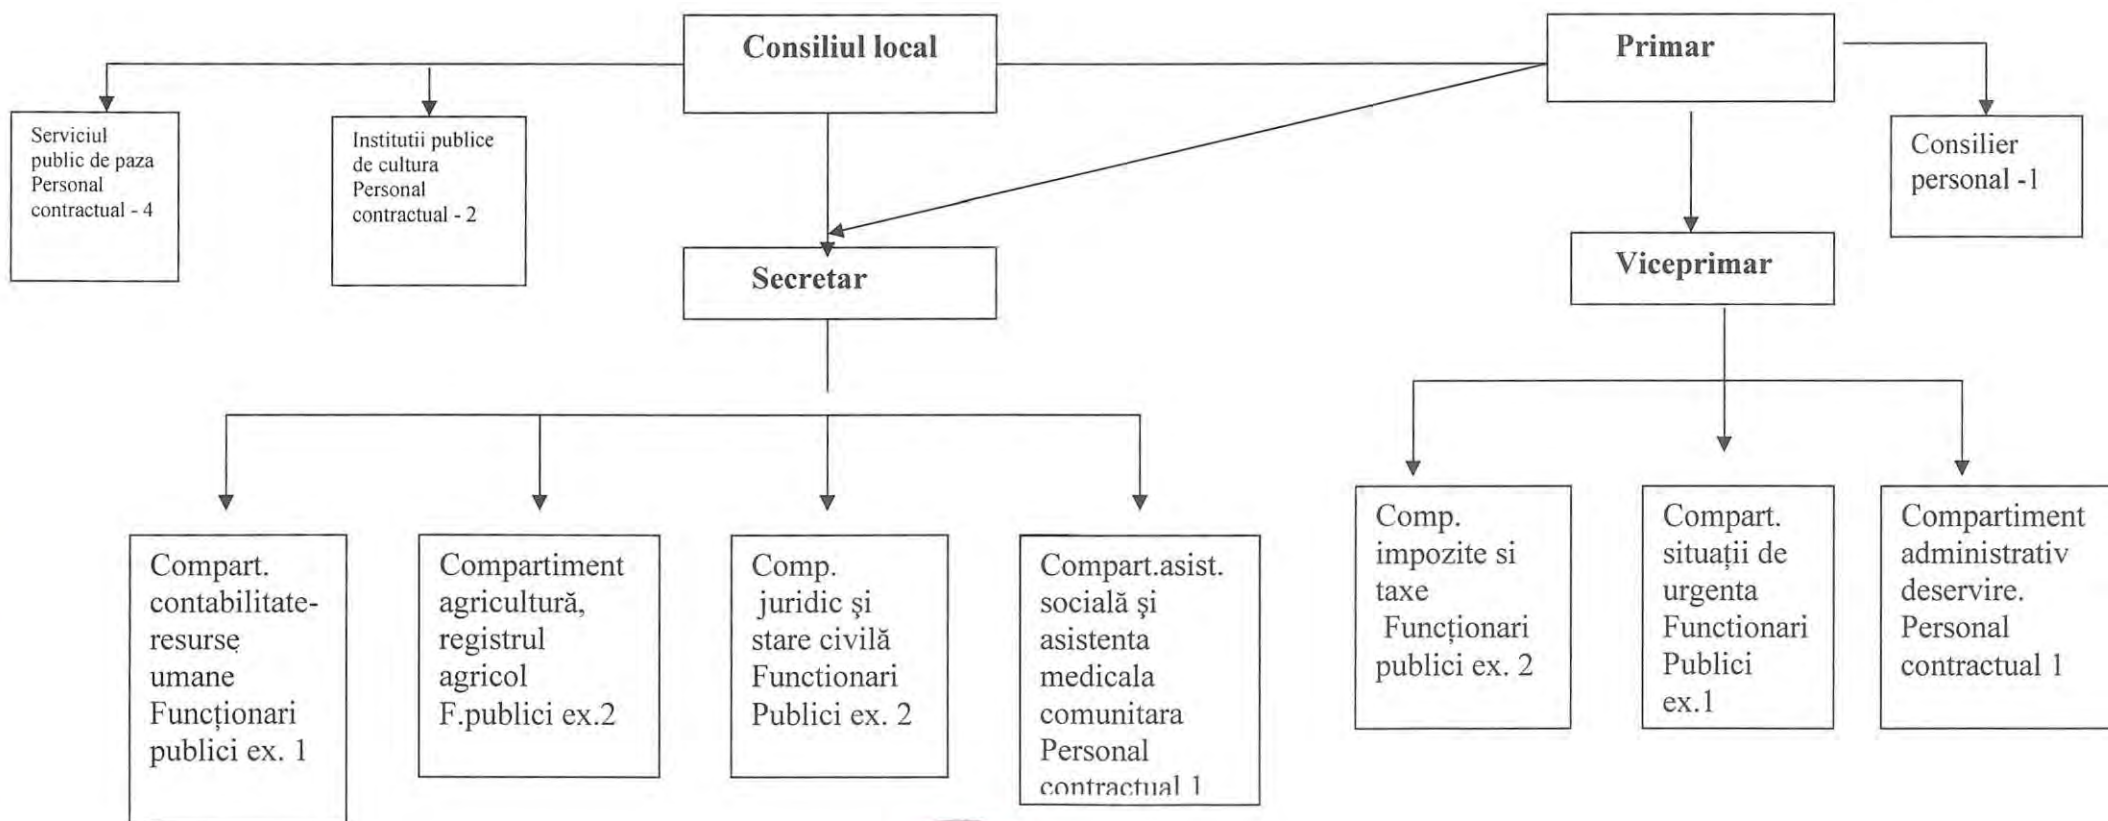 Consiliul local
Primar
Serviciul
public de paza
Personal
contractual - 4
Institutii publice
de cultura
Personal
contractual - 2
Consilier
personal -1
Secretar
Viceprimar
Compart.
contabilitate-
resurse
umane
Funcționari
publici ex. 1
Compartiment
agricultură,
registrul
agricol
F.publici ex.2
Comp.
juridic şi
stare civilă
Functionari
Publici ex. 2
Compart.asist.
socială şi
asistenta
medicala
comunitara
Personal
contractual 1
Comp.
impozite si
taxe
Funcționari
publici ex. 2
Compart.
situații de
urgenta
Functionari
Publici
ex.1
Compartiment
administrativ
deservire.
Personal
contractual 1